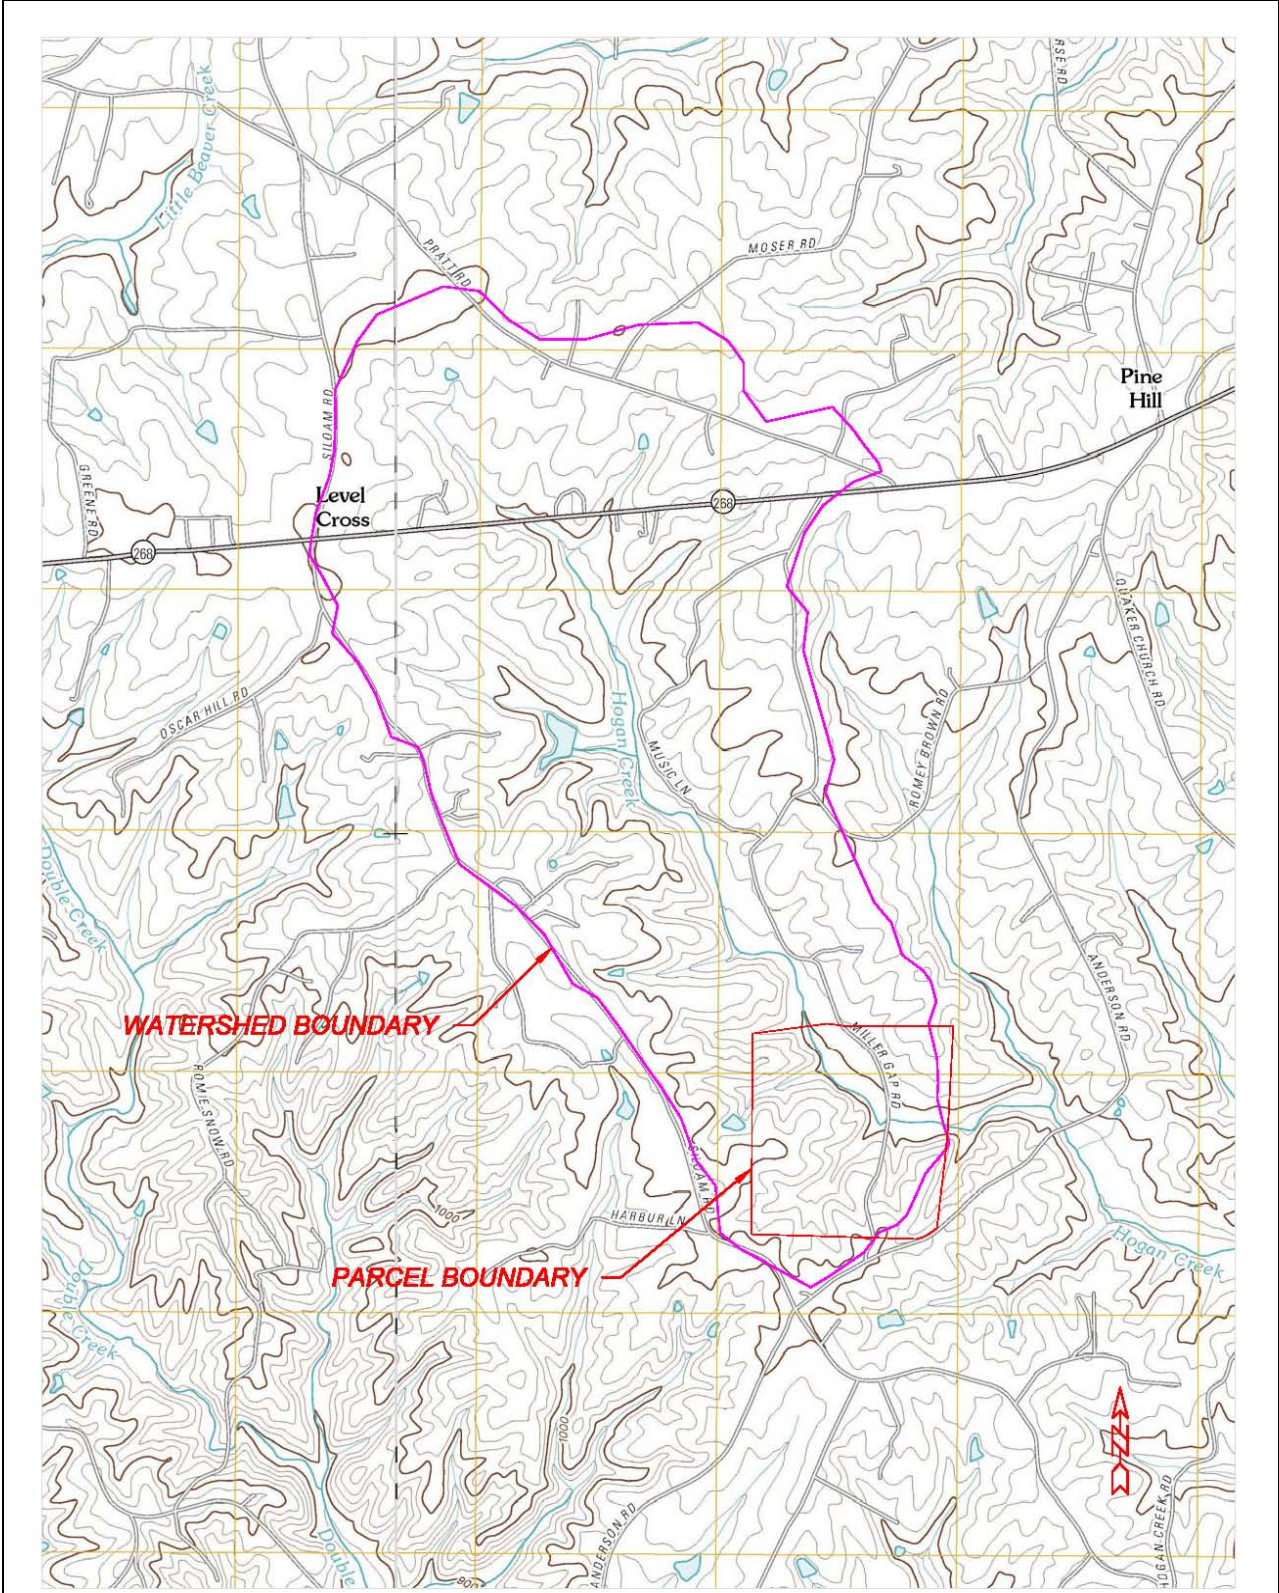 RSE RD
Little Beaver Creek
PRATT RD
MOSER RD
Pine
Hill
SILOAM RD
GREENE RD
Level
Cross
268
268
QUAKER CHURCH RD
OSCAR HILL RD
Hogan Creek
MUSIC LN
ROMEY BROWN RD
Double Creek
ANDERSON RD
WATERSHED BOUNDARY
MILLER GAP RD
ROMIE SNOW RD
SILOAM RD
1000
HARBUR LN
Hogan Creek
PARCEL BOUNDARY
Double Creek
1000
N
HOGAN CREEK RD
ANDERSON RD
Double
900